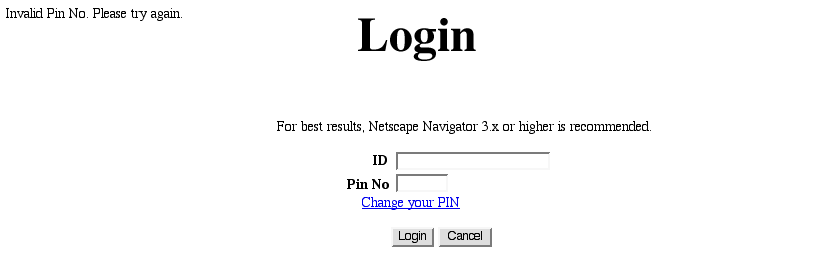 Invalid Pin No. Please try again.
Login
For best results, Netscape Navigator 3.x or higher is recommended.
ID
Pin No
Change your PIN
Login Cancel